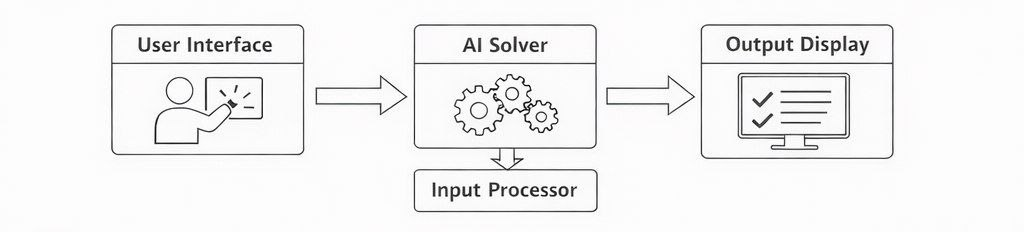 User Interface
AI Solver
Output Display
Input Processor